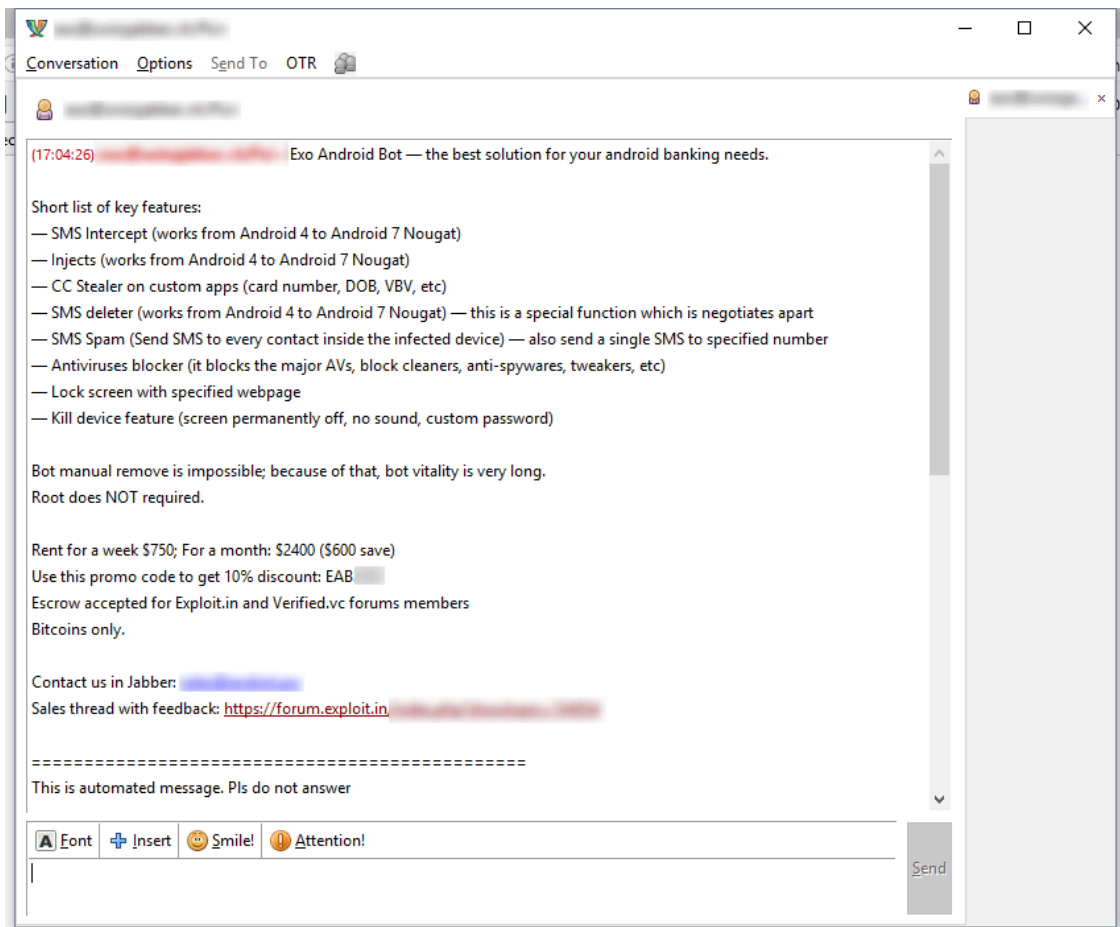 Conversation Options Send To OTR
(17:04:26) Exo Android Bot — the best solution for your android banking needs.
Short list of key features:
— SMS Intercept (works from Android 4 to Android 7 Nougat)
— Injects (works from Android 4 to Android 7 Nougat)
— CC Stealer on custom apps (card number, DOB, VBV, etc)
— SMS deleter (works from Android 4 to Android 7 Nougat) — this is a special function which is negotiates apart
— SMS Spam (Send SMS to every contact inside the infected device) — also send a single SMS to specified number
— Antiviruses blocker (it blocks the major AVs, block cleaners, anti-spywares, tweakers, etc)
— Lock screen with specified webpage
— Kill device feature (screen permanently off, no sound, custom password)
Bot manual remove is impossible; because of that, bot vitality is very long.
Root does NOT required.
Rent for a week $750; For a month: $2400 ($600 save)
Use this promo code to get 10% discount: EAB
Escrow accepted for Exploit.in and Verified.vc forums members
Bitcoins only.
Contact us in Jabber:
Sales thread with feedback: https://forum.exploit.in/
===============================================
This is automated message. Pls do not answer
Font Insert Smile! Attention!
Send